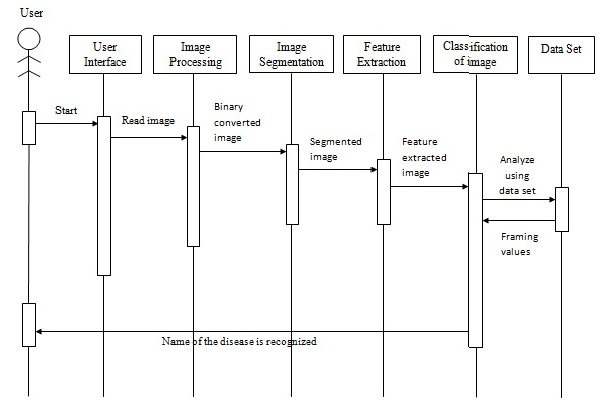 User
User
Interface
Image
Processing
Image
Segmentation
Feature
Extraction
Classification
of image
Data Set
Start
Read image
Binary
converted
image
Segmented
image
Feature
extracted
image
Analyze
using
data set
Framing
values
Name of the disease is recognized